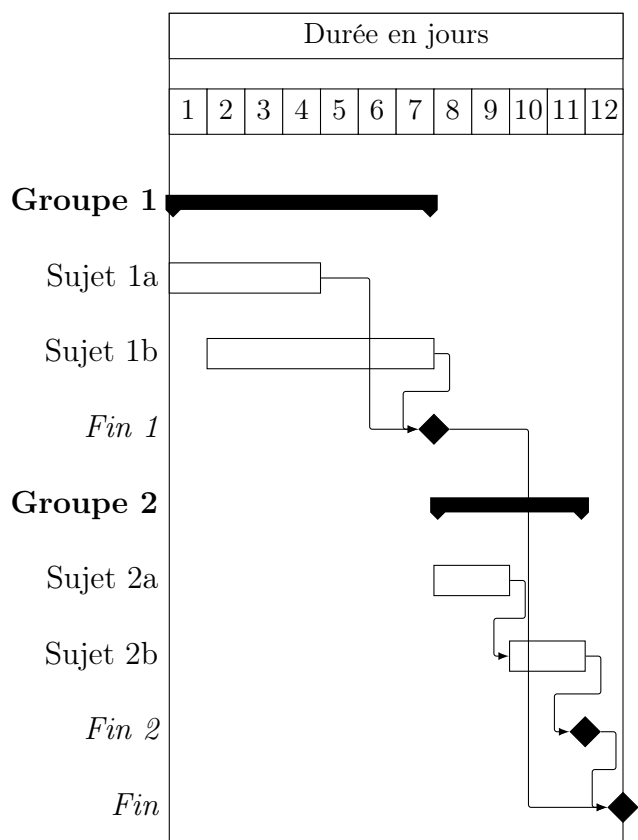 Durée en jours
1 2 3 4 5 6 7 8 9 10 11 12
Groupe 1
Sujet 1a
Sujet 1b
Fin 1
Groupe 2
Sujet 2a
Sujet 2b
Fin 2
Fin